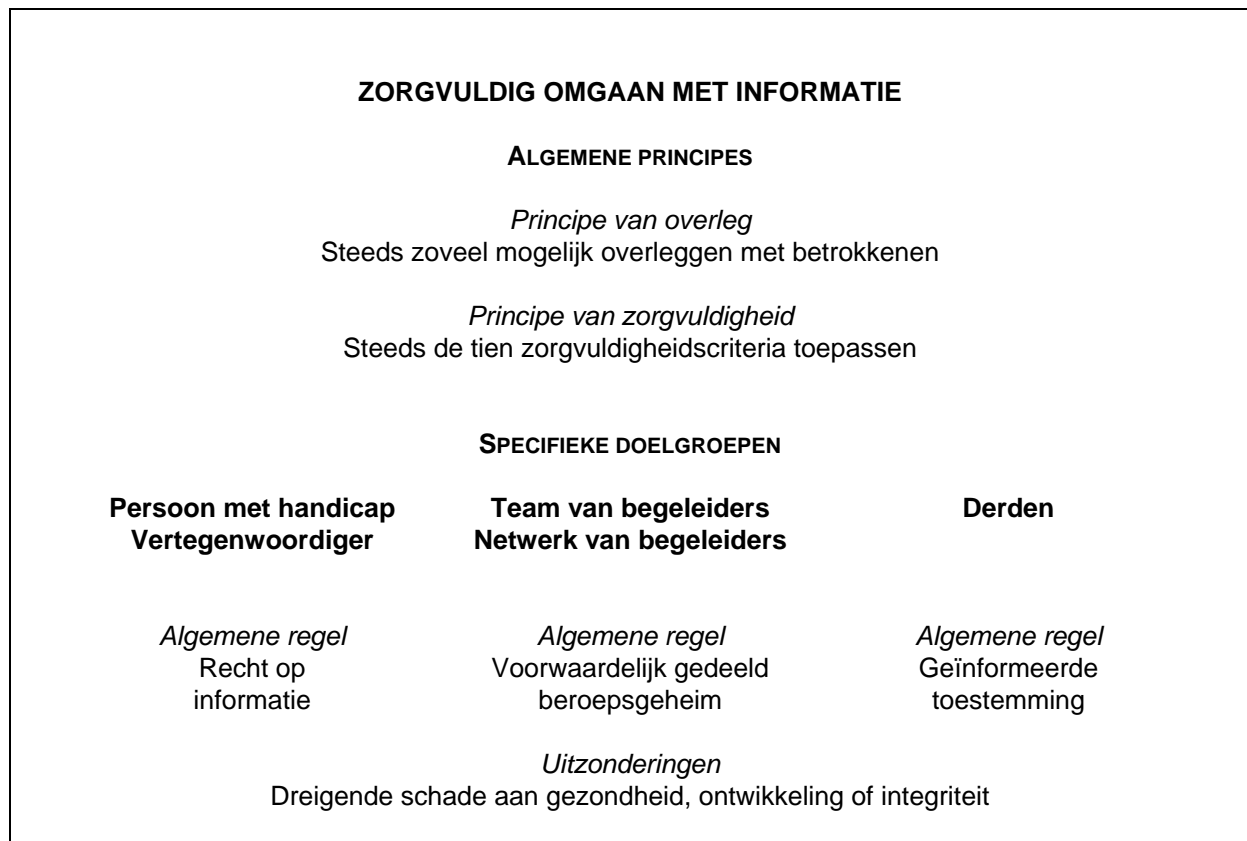 ZORGVULDIG OMGAAN MET INFORMATIE
ALGEMENE PRINCIPES
Principe van overleg
Steeds zoveel mogelijk overleggen met betrokkenen
Principe van zorgvuldigheid
Steeds de tien zorgvuldigheidscriteria toepassen
SPECIFIEKE DOELGROEPEN
Persoon met handicap
Vertegenwoordiger
Team van begeleiders
Netwerk van begeleiders
Derden
Algemene regel
Recht op
informatie
Algemene regel
Voorwaardelijk gedeeld
beroepsgeheim
Algemene regel
Geïnformeerde
toestemming
Uitzonderingen
Dreigende schade aan gezondheid, ontwikkeling of integriteit